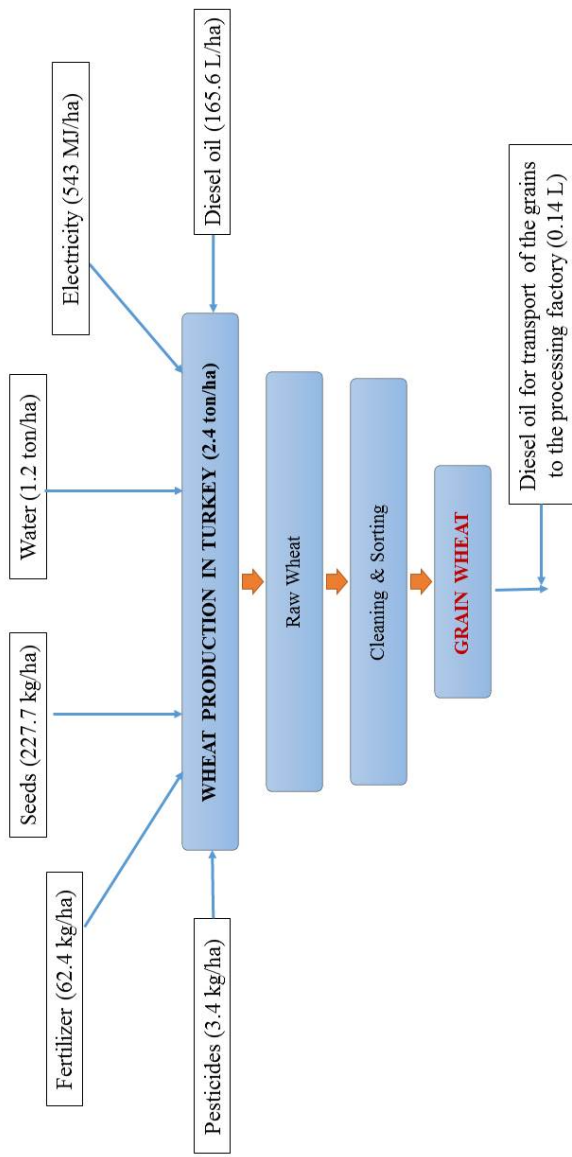 Fertilizer (62.4 kg/ha)
Seeds (227.7 kg/ha)
Water (1.2 ton/ha)
Electricity (543 MJ/ha)
Pesticides (3.4 kg/ha)
Diesel oil (165.6 L/ha)
WHEAT PRODUCTION IN TURKEY (2.4 ton/ha)
Raw Wheat
Cleaning & Sorting
GRAIN WHEAT
Diesel oil for transport of the grains
to the processing factory (0.14 L)